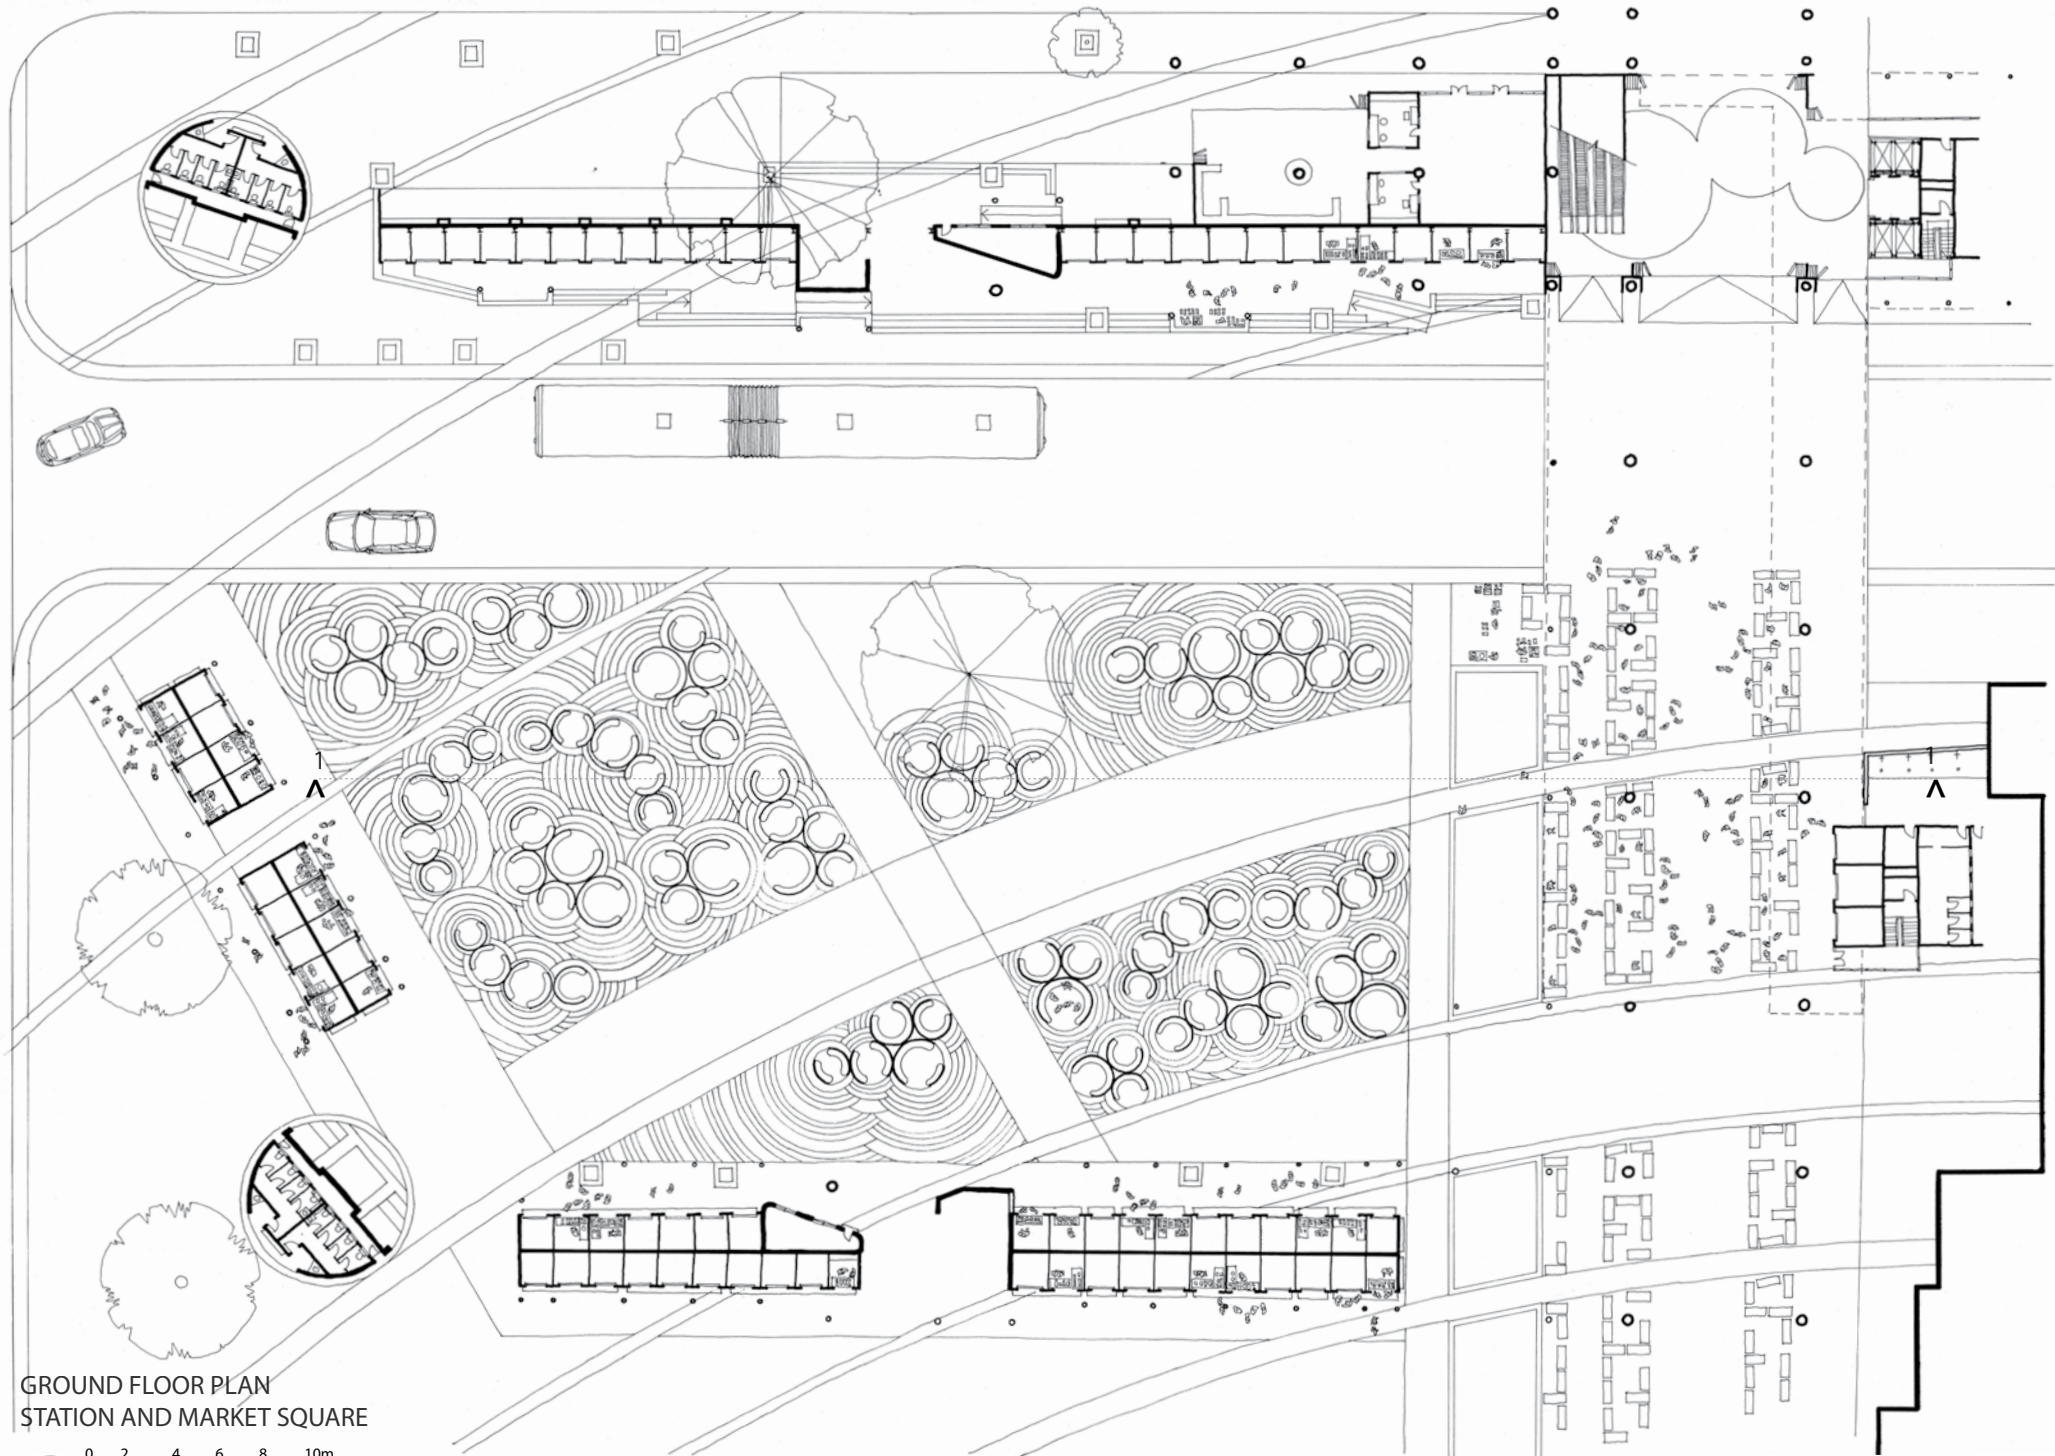 1
1
GROUND FLOOR PLAN
STATION AND MARKET SQUARE
0 2 4 6 8 10m